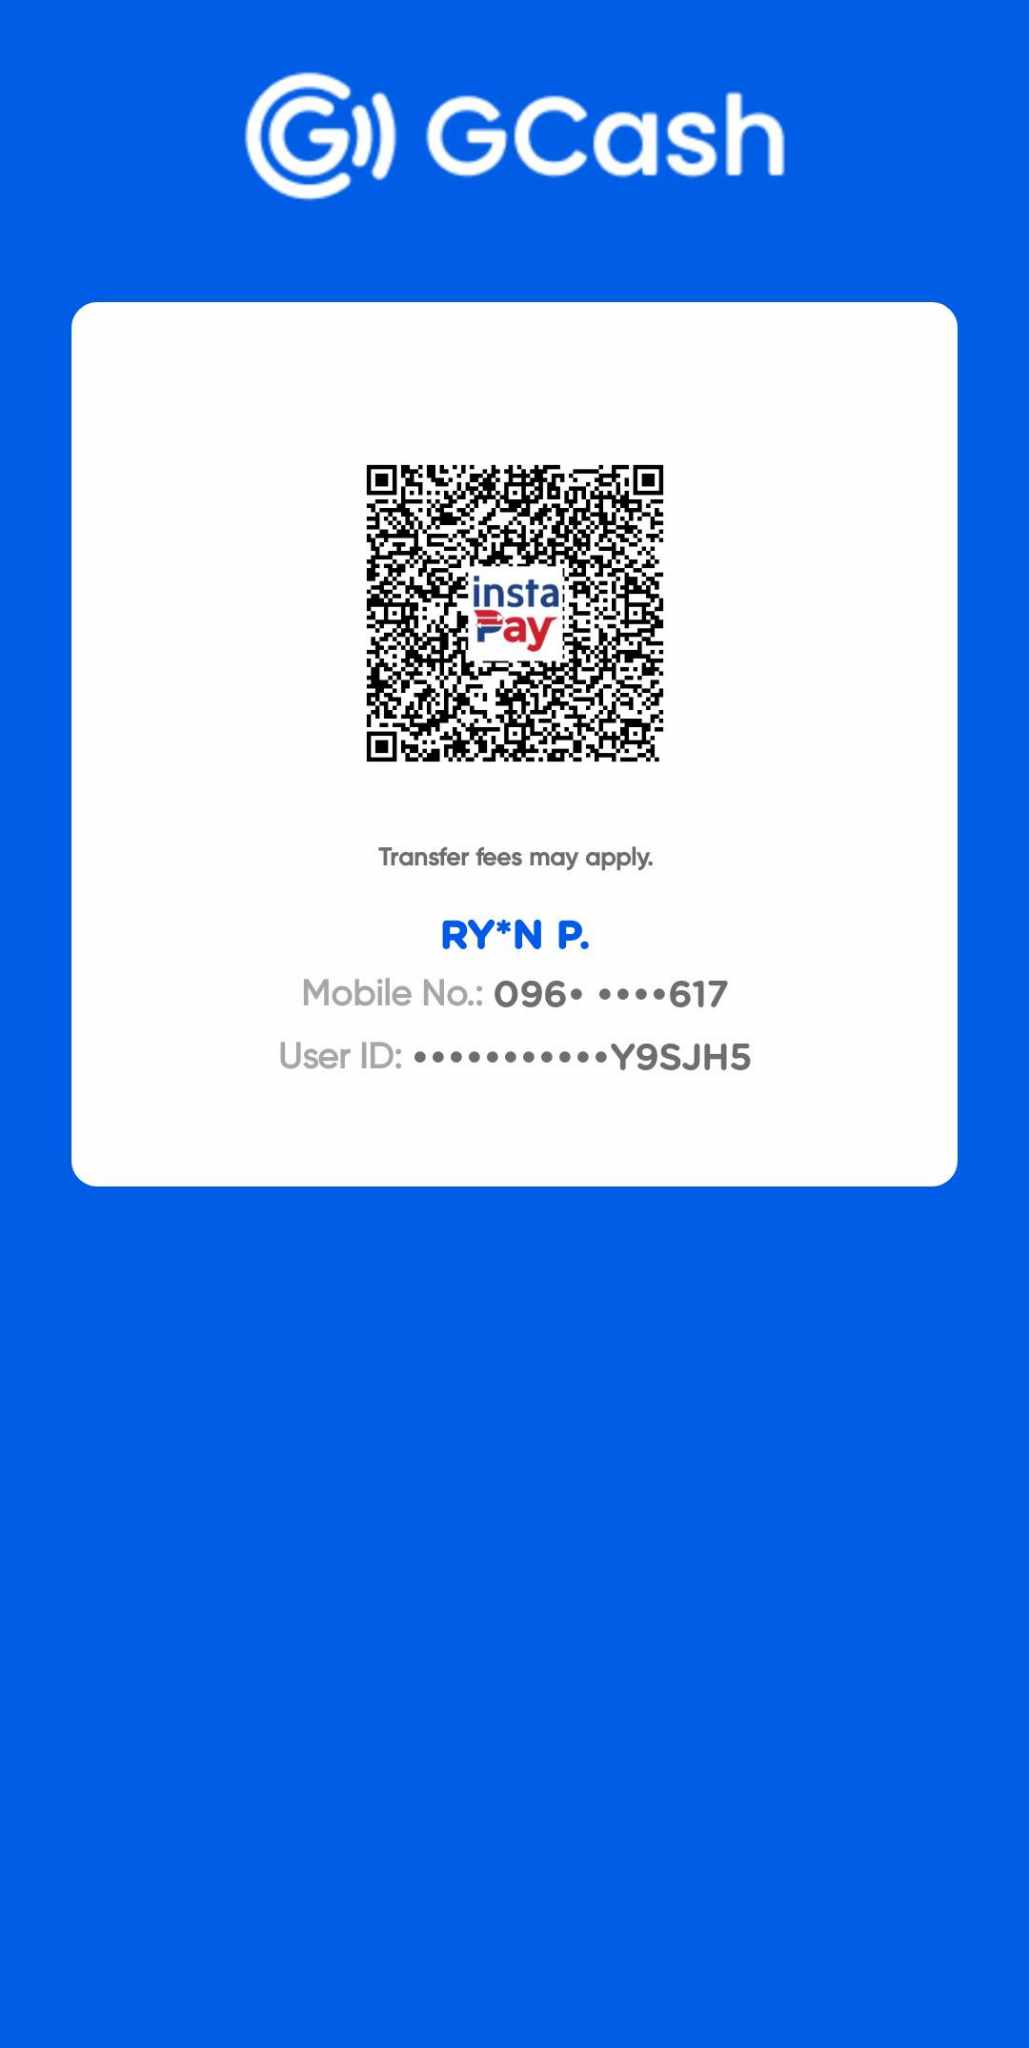 GCash
insta
Pay
Transfer fees may apply.
RY*N P.
Mobile No.: 096• ••••617
User ID: •••••••••••Y9SJH5